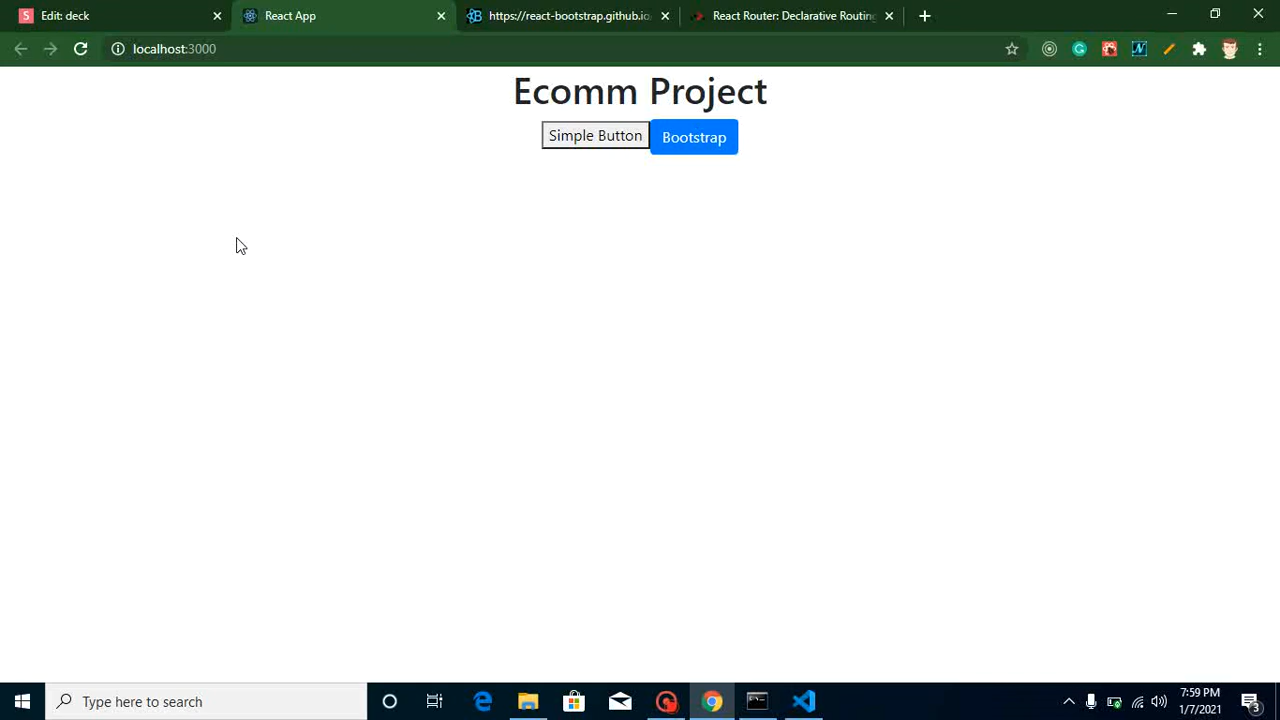 Edit: deck
React App
https://react-bootstrap.github.io
React Router: Declarative Routing
localhost:3000
Ecomm Project
Simple Button
Bootstrap
Type here to search
7:59 PM
1/7/2021
3